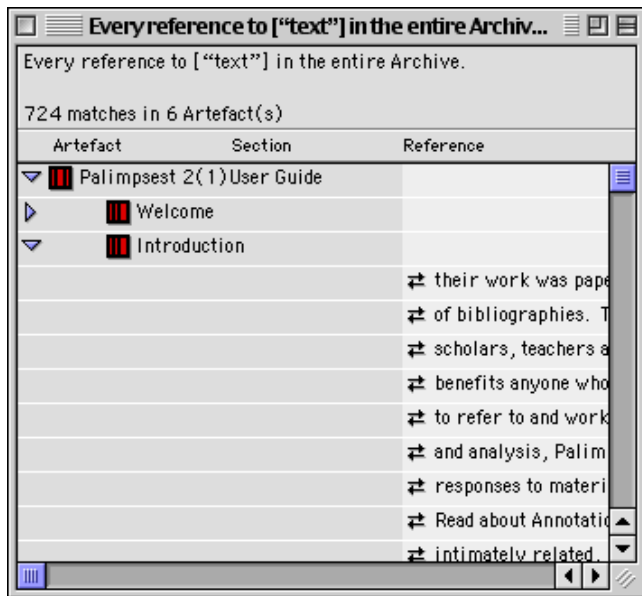 Every reference to [“text”] in the entire Archiv...
Every reference to [“text”] in the entire Archive.
724 matches in 6 Artefact(s)
Artefact Section Reference
Palimpsest 2(1)User Guide
Welcome
Introduction
their work was pape
of bibliographies. T
scholars, teachers a
benefits anyone who
to refer to and work
and analysis, Palim
responses to materi
Read about Annotatio
intimately related.